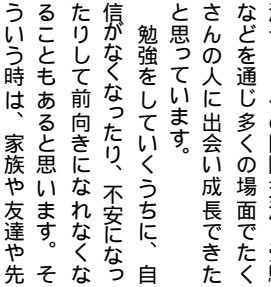 などを通じ多くの場面でたく
さんの人に出会い成長できた
と思っています。
　勉強をしていくうちに、自
信がなくなったり、不安になっ
たりして前向きになれなくな
ることもあると思います。そ
ういう時は、家族や友達や先